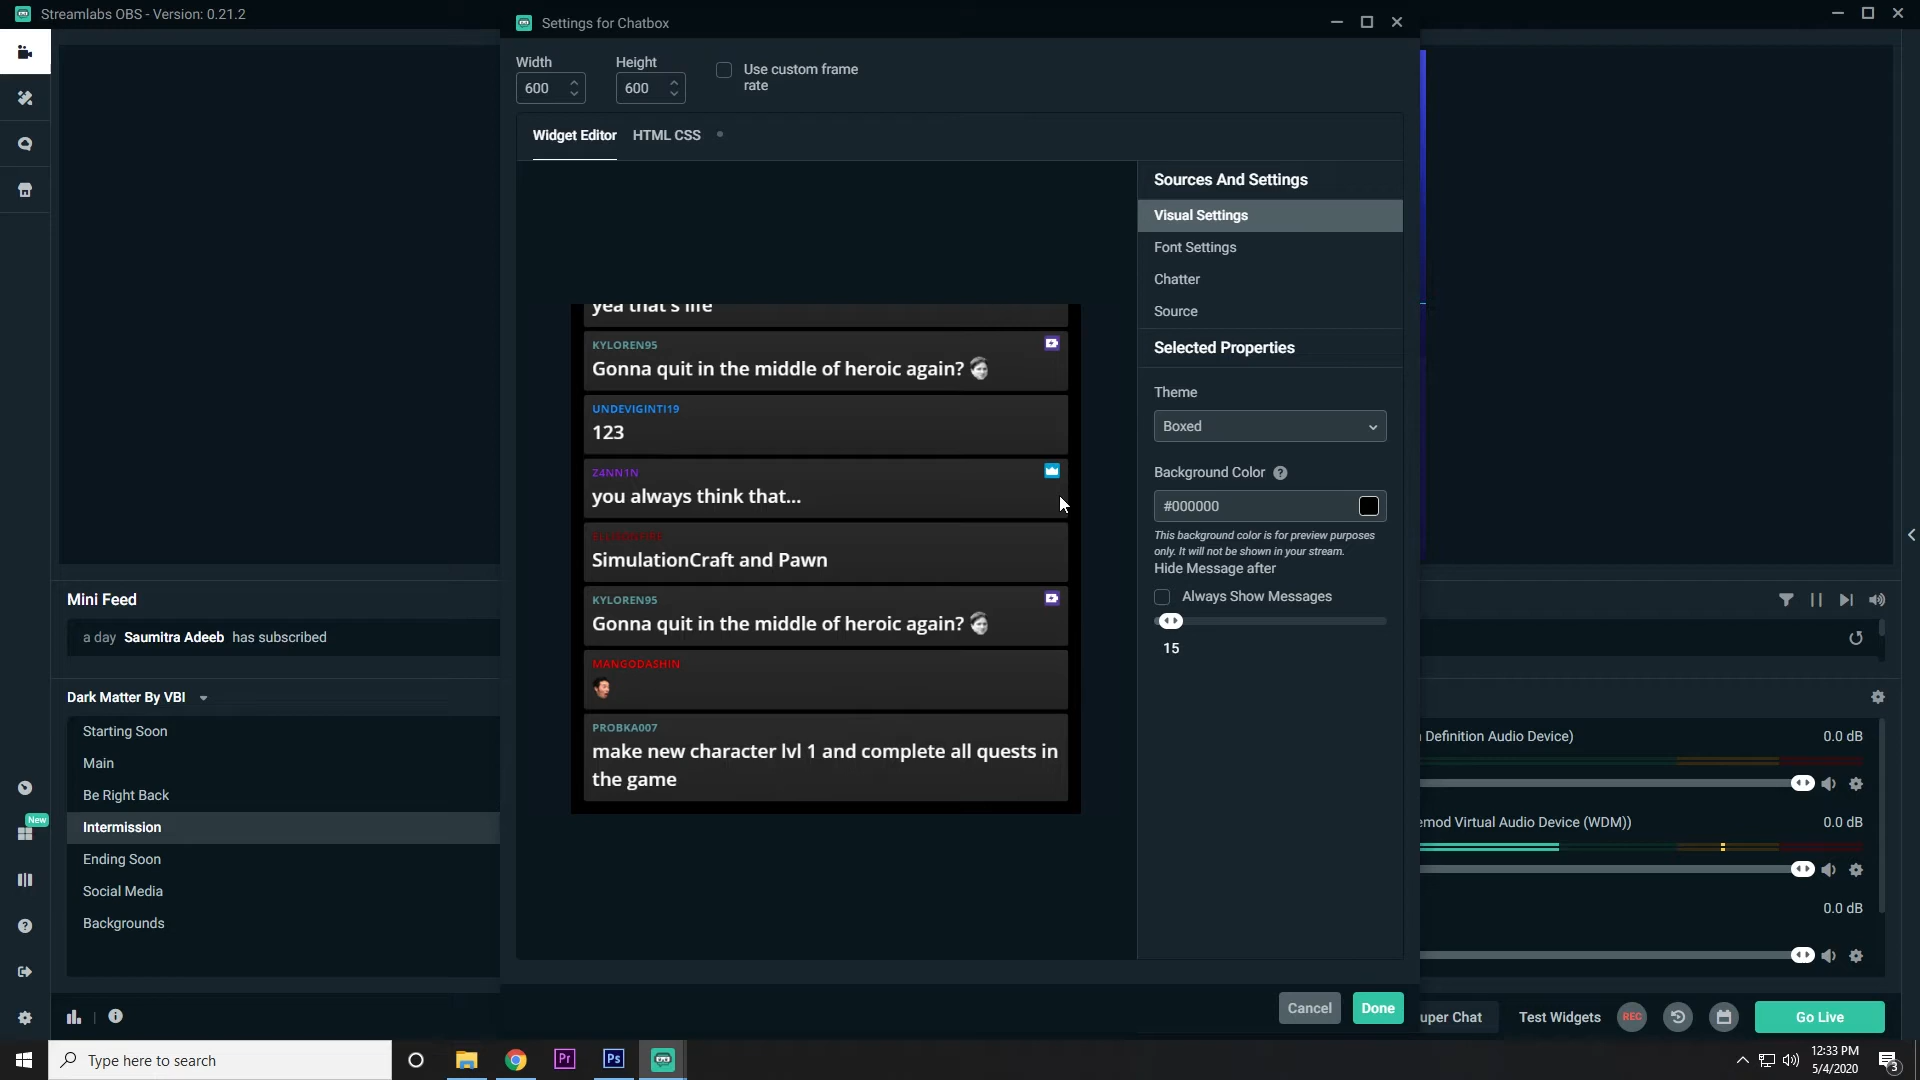 Streamlabs OBS - Version: 0.21.2
Settings for Chatbox
Width
Height
600
600
Use custom frame
rate
Widget Editor
HTML CSS
Sources And Settings
Visual Settings
Font Settings
Chatter
Source
Selected Properties
Theme
Boxed
Background Color
#000000
This background color is for preview purposes
only. It will not be shown in your stream.
Hide Message after
Always Show Messages
15
yea that's life
KYLOREN95
Gonna quit in the middle of heroic again?
UNDEVIGINTI19
123
Z4NN1N
you always think that...
SimulationCraft and Pawn
KYLOREN95
Gonna quit in the middle of heroic again?
MANGODASHIN
PROBKA007
make new character lvl 1 and complete all quests in
the game
Cancel
Done
Mini Feed
a day Saumitra Adeeb has subscribed
Dark Matter By VBI
Starting Soon
Main
Be Right Back
Intermission
Ending Soon
Social Media
Backgrounds
New
Definition Audio Device)
0.0 dB
emod Virtual Audio Device (WDM))
0.0 dB
0.0 dB
uper Chat
Test Widgets
REC
Go Live
Type here to search
Pr
Ps
12:33 PM
5/4/2020
3